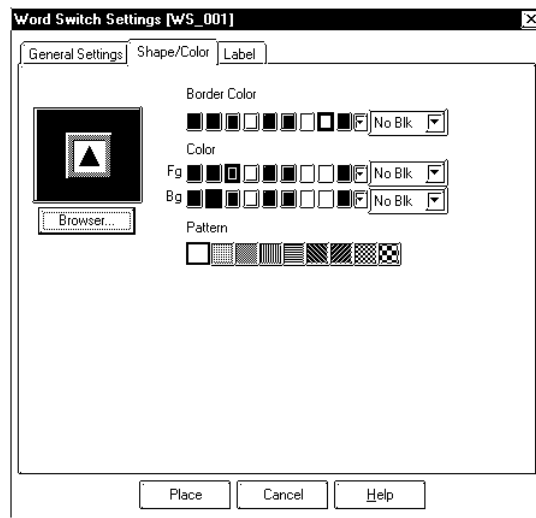 Word Switch Settings [WS_001]
General Settings Shape/Color Label
Border Color
No Blk
Color
Fg No Blk
Bg No Blk
Browser...
Pattern
Place Cancel Help